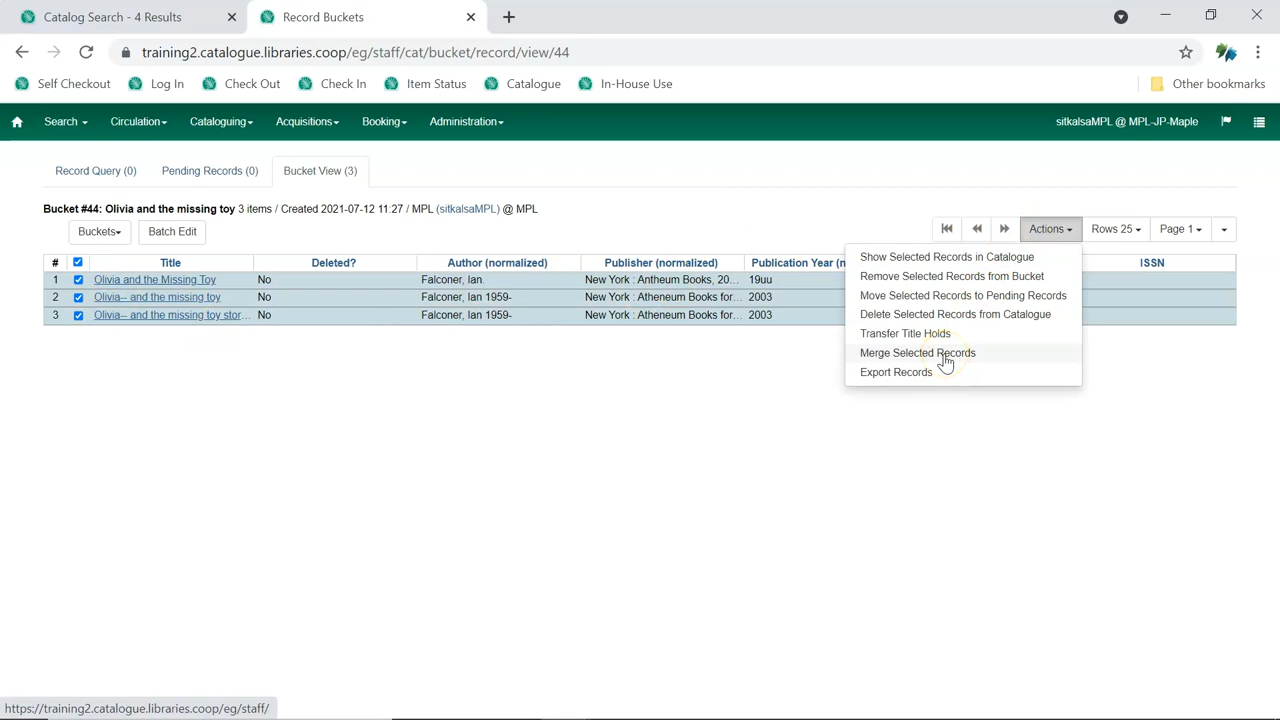 Catalog Search - 4 Results
Record Buckets
training2.catalogue.libraries.coop/eg/staff/cat/bucket/record/view/44
Self Checkout
Log In
Check Out
Check In
Item Status
Catalogue
In-House Use
Other bookmarks
Search
Circulation
Cataloguing
Acquisitions
Booking
Administration
sitkalsaMPL @ MPL-JP-Maple
Record Query (0)
Pending Records (0)
Bucket View (3)
Bucket #44: Olivia and the missing toy 3 items / Created 2021-07-12 11:27 / MPL (sitkalsaMPL) @ MPL
Buckets
Batch Edit
Actions
Rows 25
Page 1
# Title Deleted? Author (normalized) Publisher (normalized) Publication Year (n ISSN
1 Olivia and the Missing Toy No Falconer, Ian. New York : Antheum Books, 20... 19uu
2 Olivia-- and the missing toy No Falconer, Ian 1959- New York : Atheneum Books for... 2003
3 Olivia-- and the missing toy stor... No Falconer, Ian 1959- New York : Atheneum Books for... 2003
Show Selected Records in Catalogue
Remove Selected Records from Bucket
Move Selected Records to Pending Records
Delete Selected Records from Catalogue
Transfer Title Holds
Merge Selected Records
Export Records
https://training2.catalogue.libraries.coop/eg/staff/